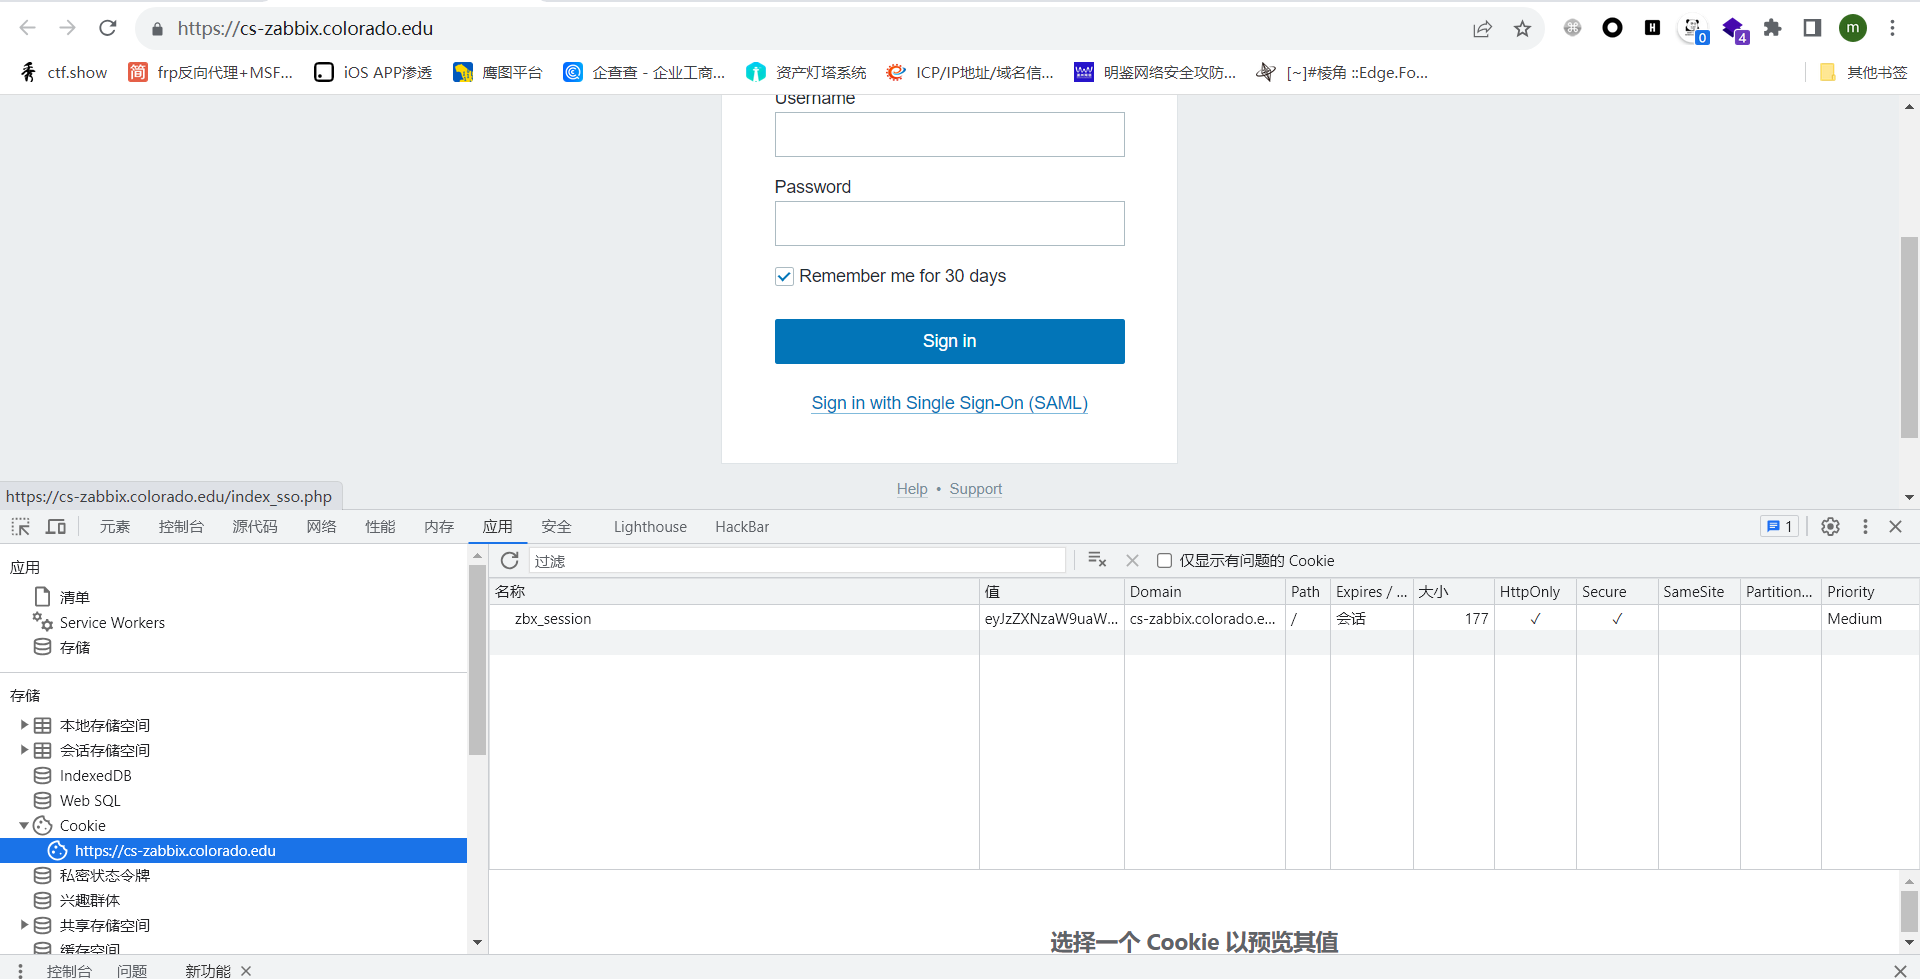 https://cs-zabbix.colorado.edu
0
4
m
ctf.show
简 frp反向代理+MSF...
iOS APP渗透
鹰图平台
企查查 - 企业工商...
资产灯塔系统
ICP/IP地址/域名信...
明鉴网络安全攻防...
[~]#棱角 ::Edge.Fo...
其他书签
Username
Password
Remember me for 30 days
Sign in
Sign in with Single Sign-On (SAML)
Help • Support
https://cs-zabbix.colorado.edu/index_sso.php
元素 控制台 源代码 网络 性能 内存 应用 安全 Lighthouse HackBar 1
应用
清单
Service Workers
存储
存储
本地存储空间
会话存储空间
IndexedDB
Web SQL
Cookie
https://cs-zabbix.colorado.edu
私密状态令牌
兴趣群体
共享存储空间
缓存空间
过滤 仅显示有问题的 Cookie
名称 值 Domain Path Expires / ... 大小 HttpOnly Secure SameSite Partition... Priority
zbx_session eyJzZXNzaW9uaW... cs-zabbix.colorado.e... / 会话 177 ✓ ✓ Medium
选择一个 Cookie 以预览其值
控制台 问题 新功能